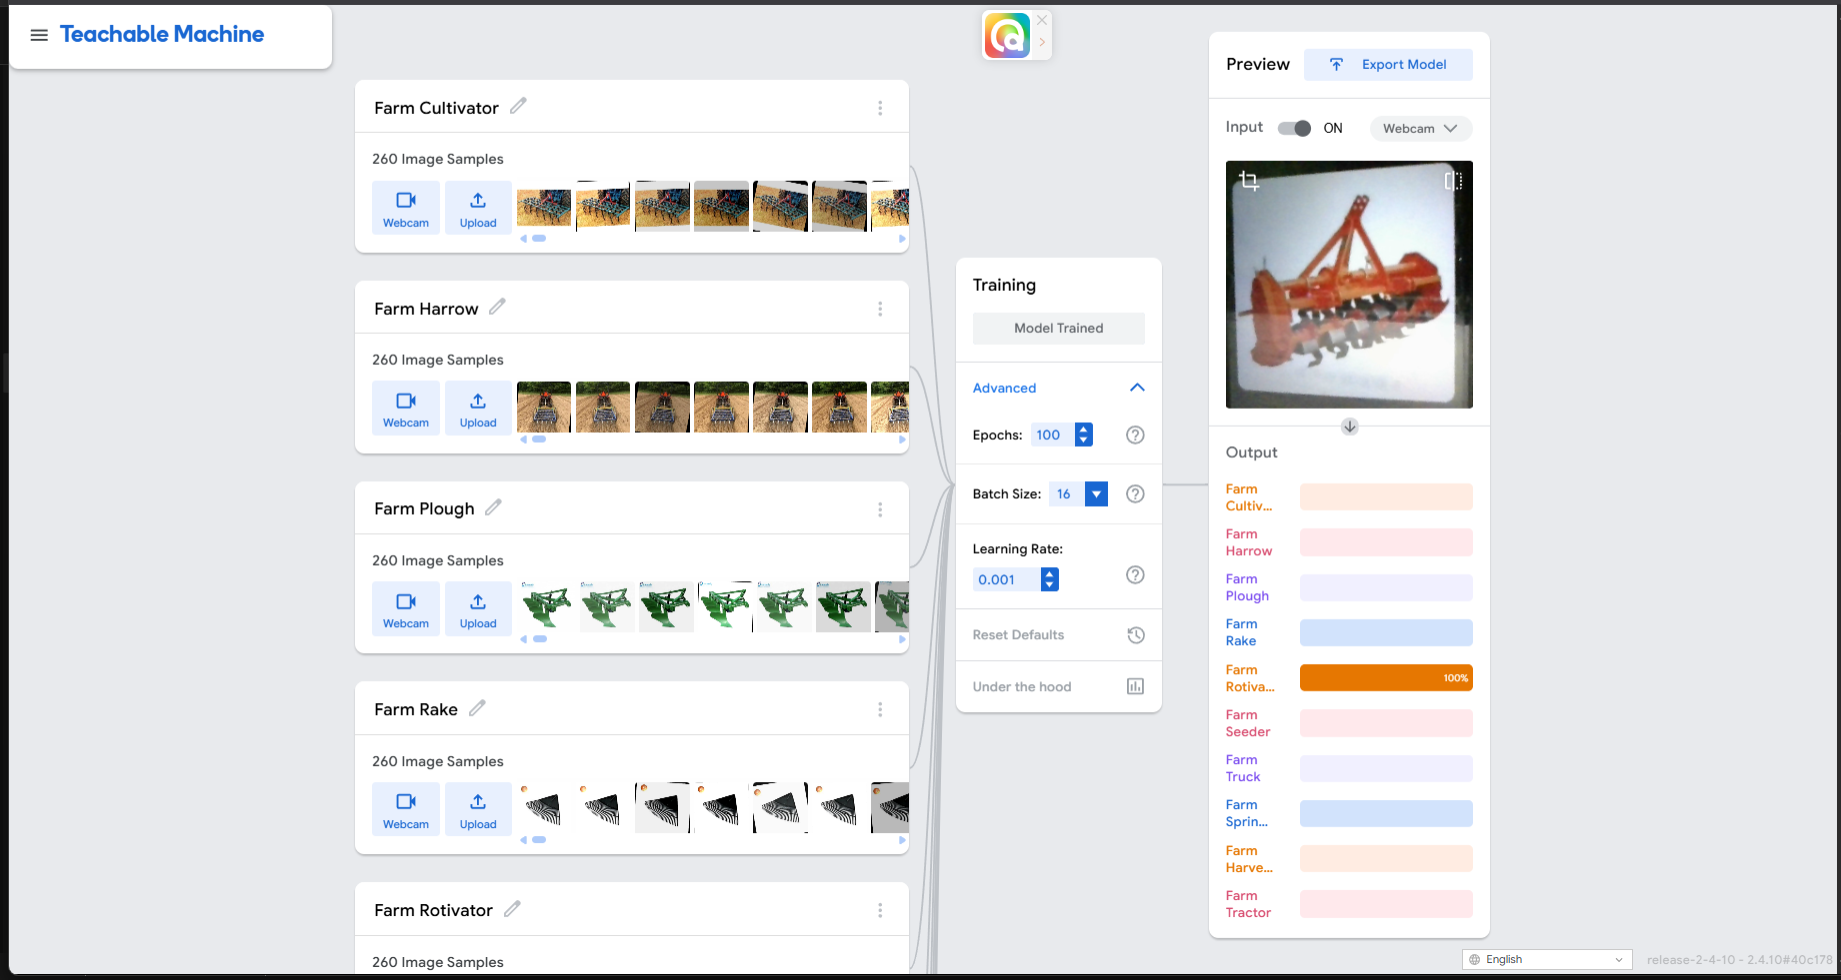 Teachable Machine
Farm Cultivator
260 Image Samples
Webcam
Upload
Farm Harrow
260 Image Samples
Webcam
Upload
Farm Plough
260 Image Samples
Webcam
Upload
Farm Rake
260 Image Samples
Webcam
Upload
Farm Rotivator
260 Image Samples
Training
Model Trained
Advanced
Epochs: 100
Batch Size: 16
Learning Rate:
0.001
Reset Defaults
Under the hood
Preview
Export Model
Input ON Webcam
Output
Farm
Cultiv...
Farm
Harrow
Farm
Plough
Farm
Rake
Farm
Rotiva...
100%
Farm
Seeder
Farm
Truck
Farm
Sprin...
Farm
Harve...
Farm
Tractor
English
release-2-4-10 - 2.4.10#40c178